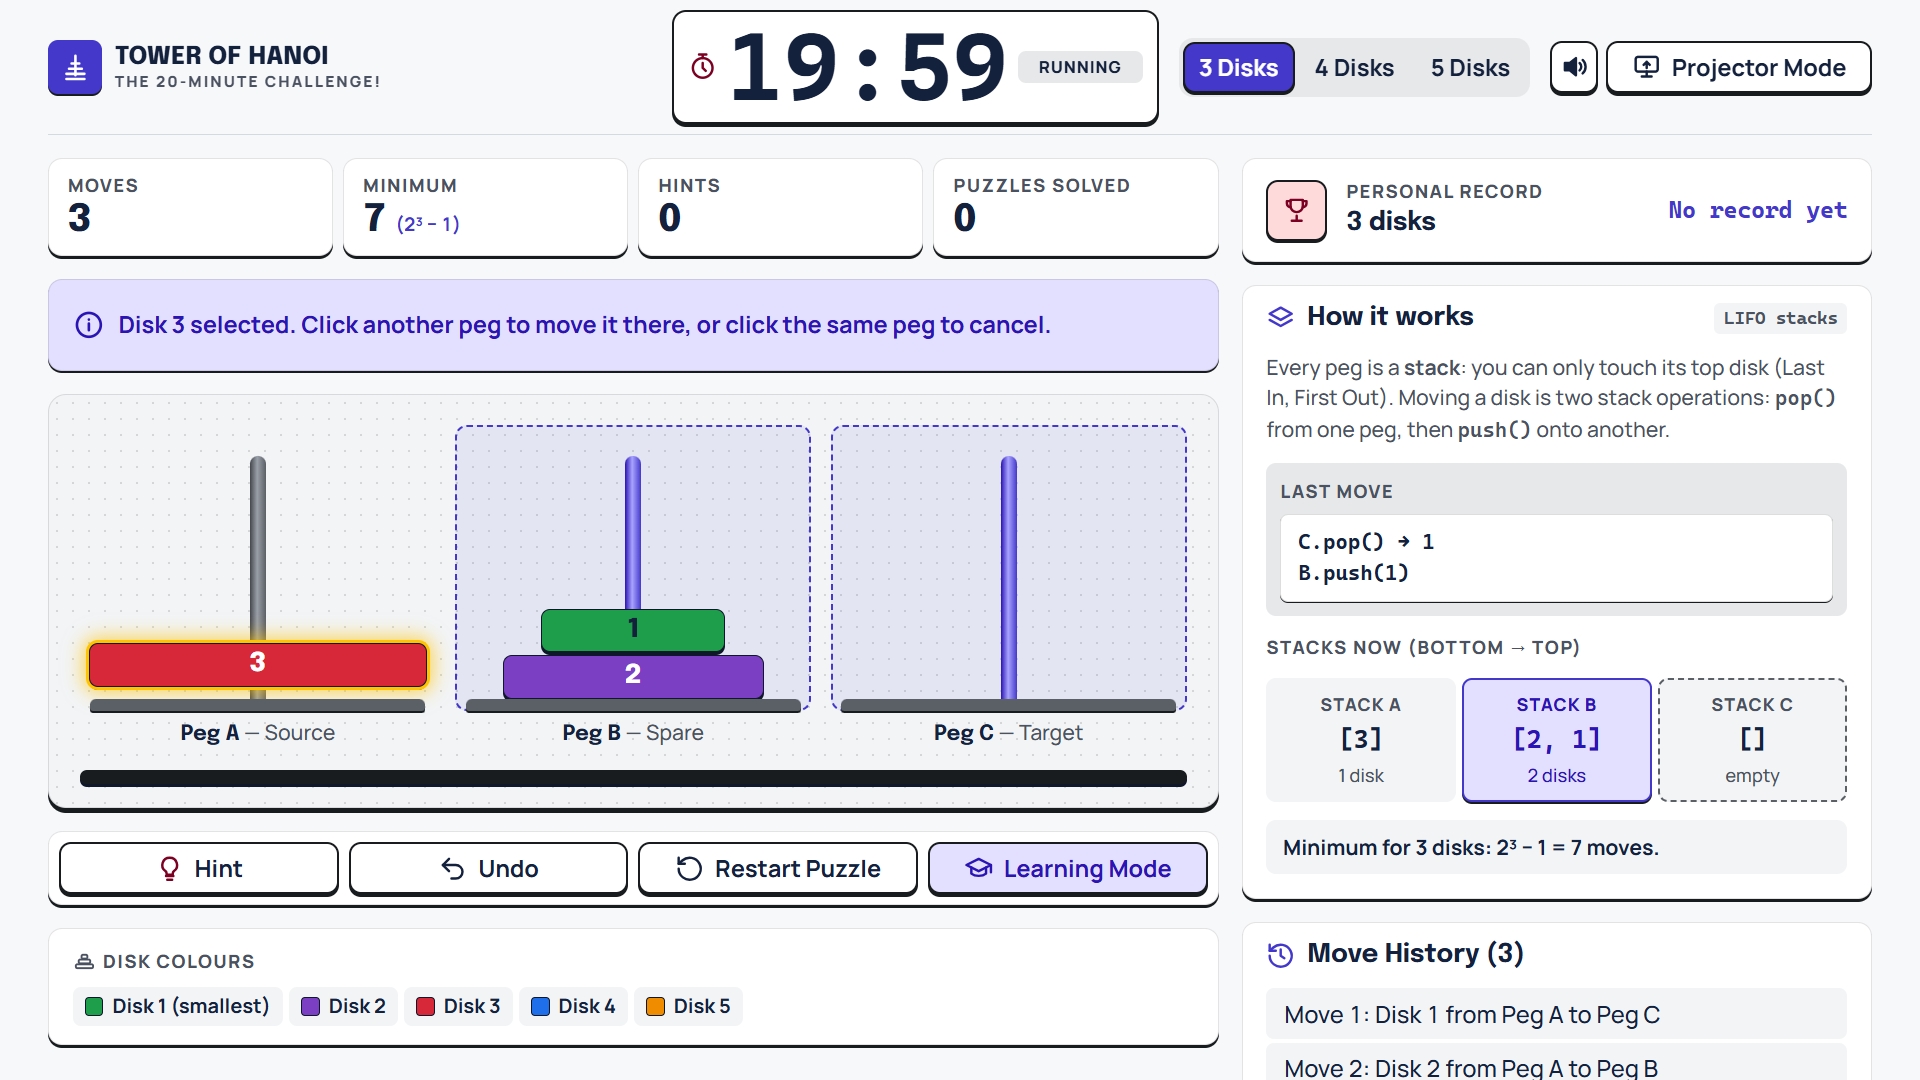 TOWER OF HANOI
THE 20-MINUTE CHALLENGE!
19:59
RUNNING
3 Disks
4 Disks
5 Disks
Projector Mode
MOVES
3
MINIMUM
7 (2³ − 1)
HINTS
0
PUZZLES SOLVED
0
PERSONAL RECORD
3 disks
No record yet
Disk 3 selected. Click another peg to move it there, or click the same peg to cancel.
3
1
2
Peg A — Source
Peg B — Spare
Peg C — Target
Hint
Undo
Restart Puzzle
Learning Mode
DISK COLOURS
Disk 1 (smallest)
Disk 2
Disk 3
Disk 4
Disk 5
How it works
LIFO stacks
Every peg is a stack: you can only touch its top disk (Last
In, First Out). Moving a disk is two stack operations: pop()
from one peg, then push() onto another.
LAST MOVE
C.pop() → 1
B.push(1)
STACKS NOW (BOTTOM → TOP)
STACK A
[3]
1 disk
STACK B
[2, 1]
2 disks
STACK C
[]
empty
Minimum for 3 disks: 2³ − 1 = 7 moves.
Move History (3)
Move 1: Disk 1 from Peg A to Peg C
Move 2: Disk 2 from Peg A to Peg B